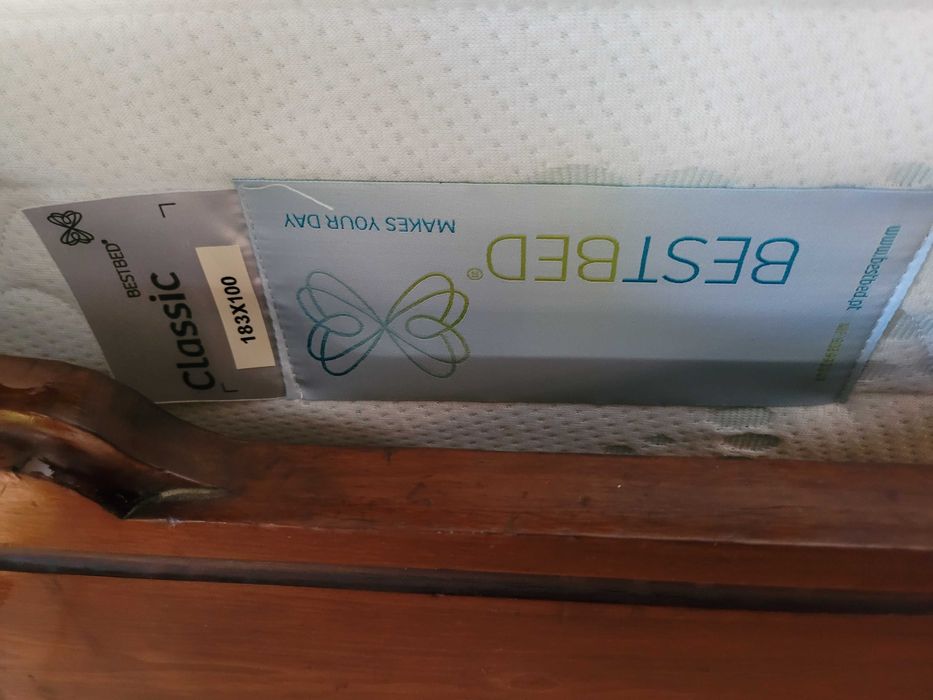 BESTBED®
Classic
183X100
BESTBED®
MAKES YOUR DAY
www.bestbed.pt